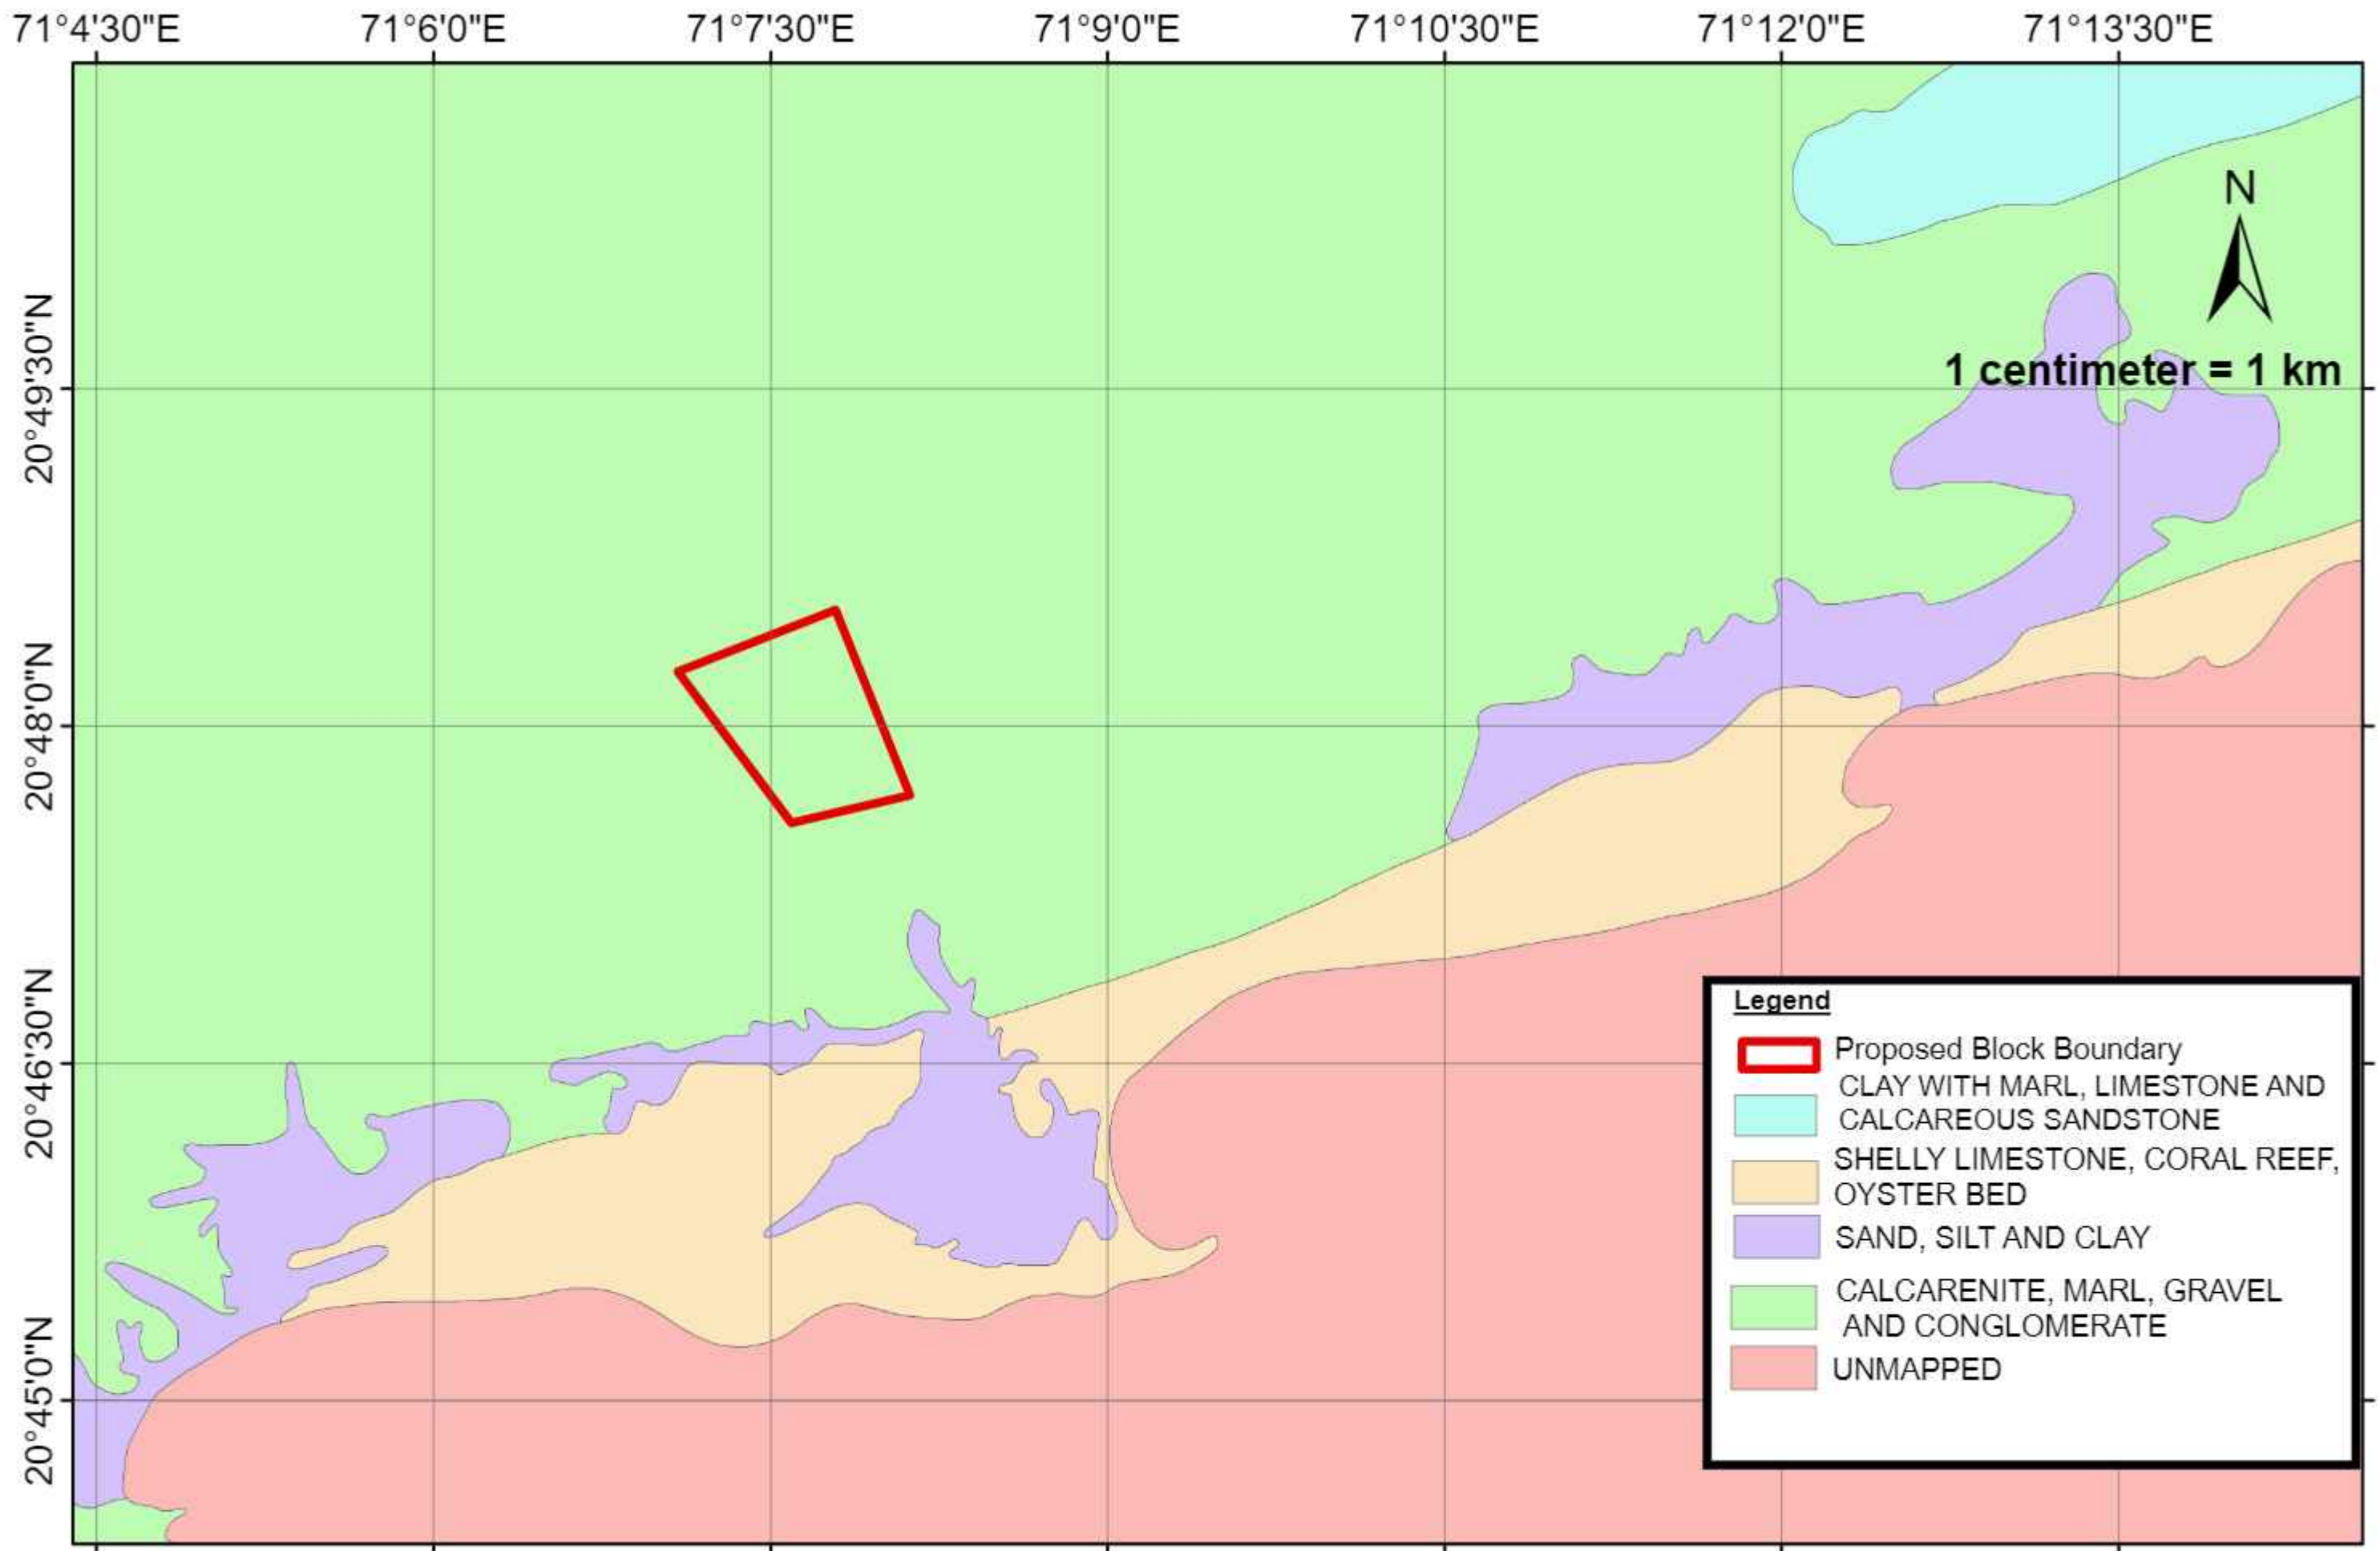 71°4'30"E 71°6'0"E 71°7'30"E 71°9'0"E 71°10'30"E 71°12'0"E 71°13'30"E
N
20°49'30"N
1 centimeter = 1 km
20°48'0"N
20°46'30"N
20°45'0"N
Legend
Proposed Block Boundary
CLAY WITH MARL, LIMESTONE AND
CALCAREOUS SANDSTONE
SHELLY LIMESTONE, CORAL REEF,
OYSTER BED
SAND, SILT AND CLAY
CALCARENITE, MARL, GRAVEL
AND CONGLOMERATE
UNMAPPED